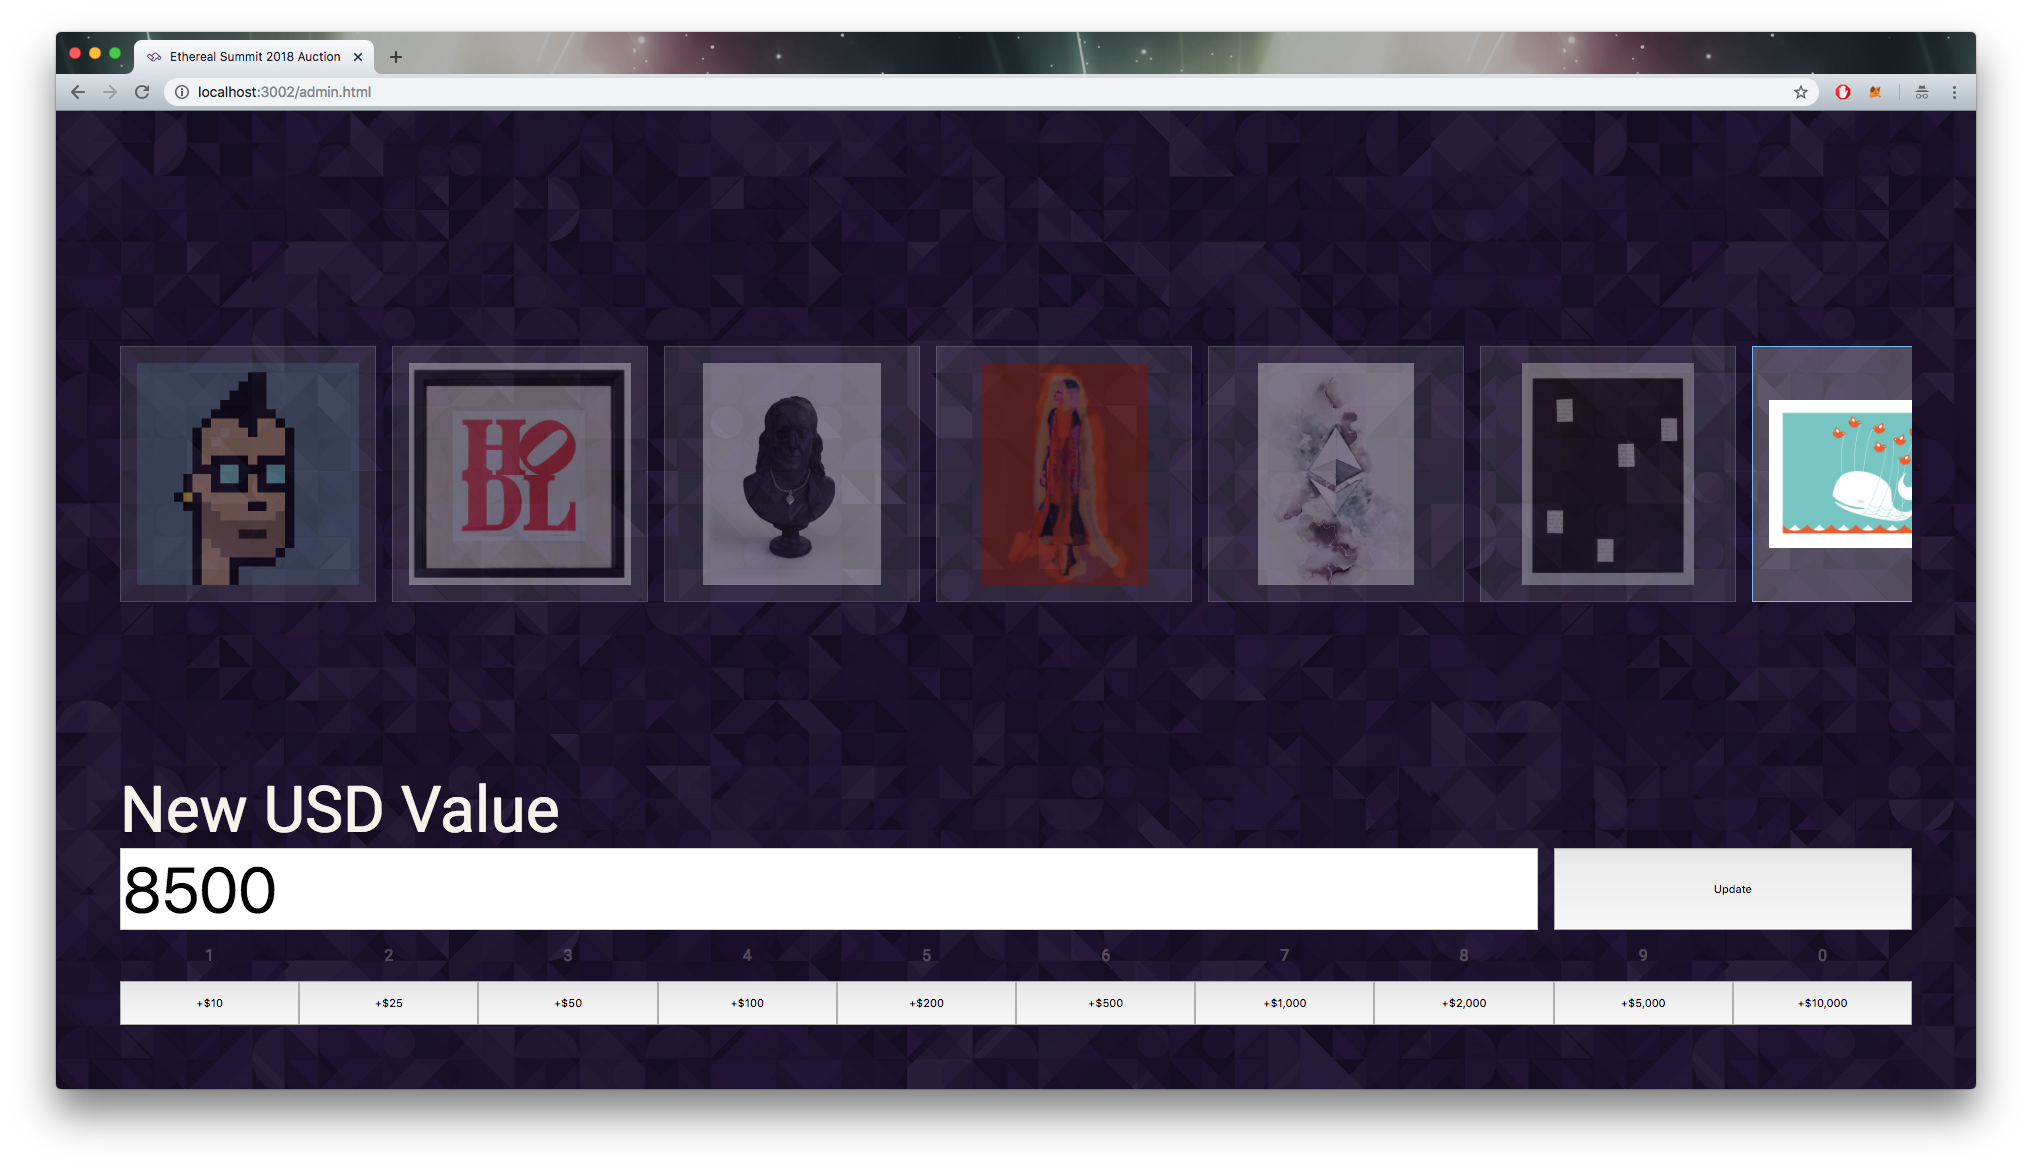 Ethereal Summit 2018 Auction
localhost:3002/admin.html
HODL
New USD Value
8500
Update
1 2 3 4 5 6 7 8 9 0
+$10 +$25 +$50 +$100 +$200 +$500 +$1,000 +$2,000 +$5,000 +$10,000